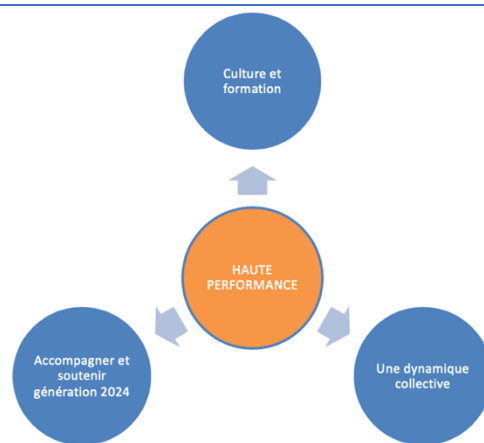 Culture et
formation
HAUTE
PERFORMANCE
Accompagner et
soutenir
génération 2024
Une dynamique
collective